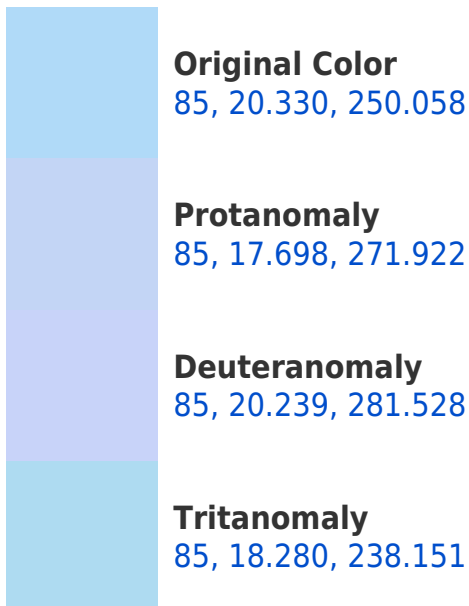 Original Color
85, 20.330, 250.058
Protanomaly
85, 17.698, 271.922
Deuteranomaly
85, 20.239, 281.528
Tritanomaly
85, 18.280, 238.151